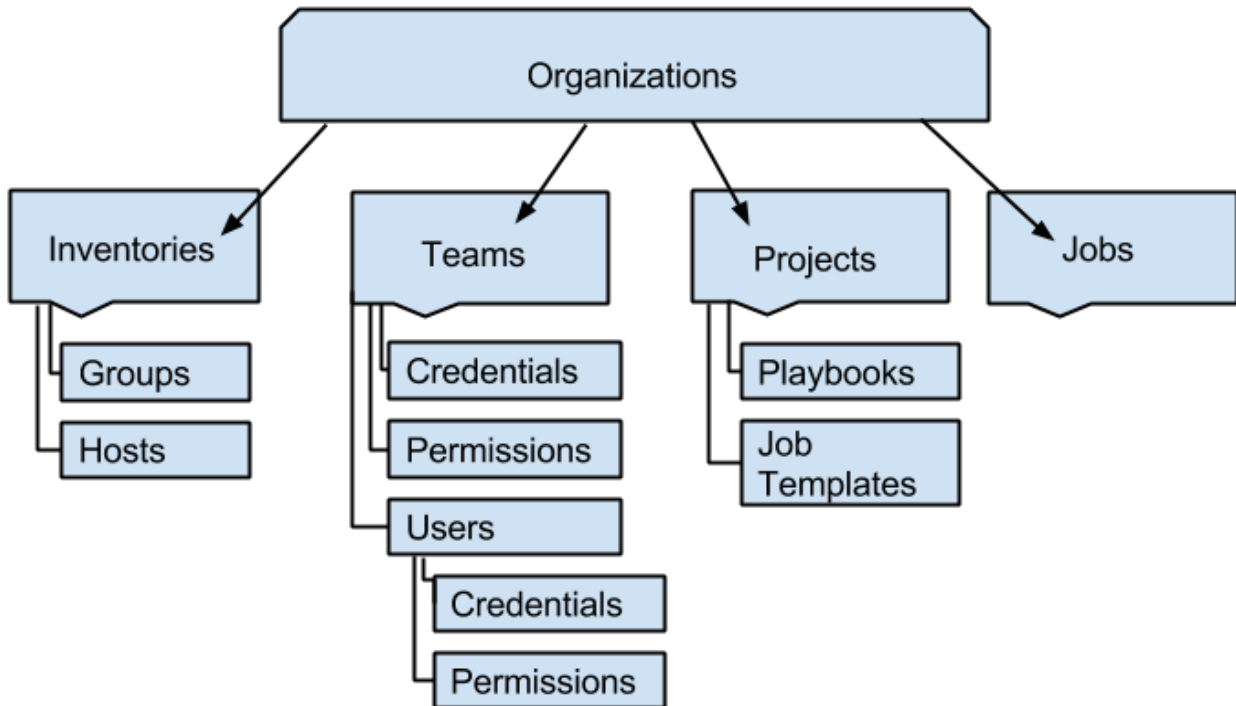 Organizations
Inventories
Teams
Projects
Jobs
Groups
Hosts
Credentials
Permissions
Users
Credentials
Permissions
Playbooks
Job
Templates